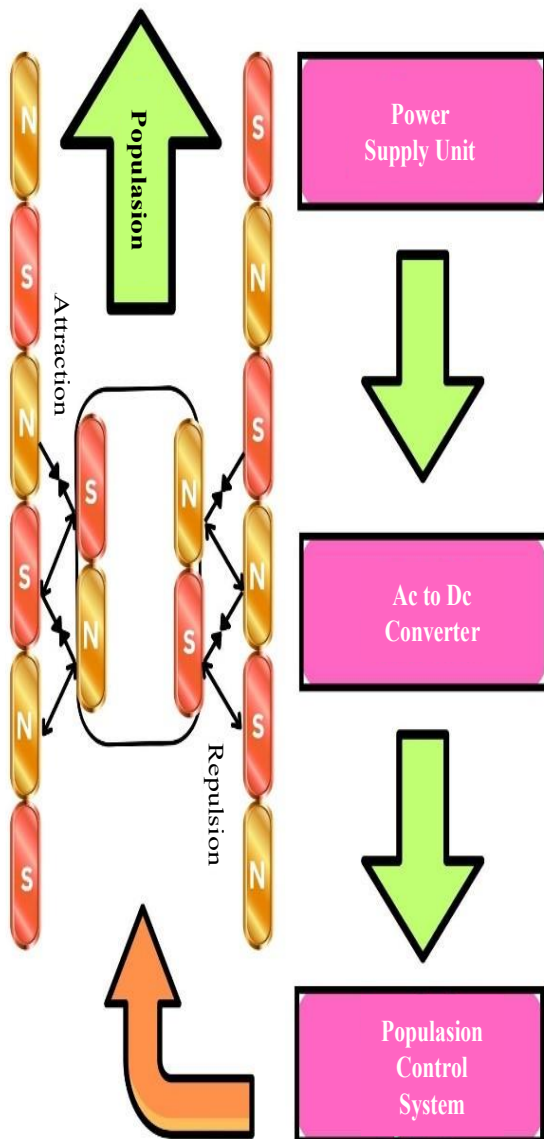 N
S
N
S
N
S
Populasion
Attraction
S
N
N
S
Repulsion
S
N
S
N
S
N
Power
Supply Unit
Ac to Dc
Converter
Populasion
Control
System